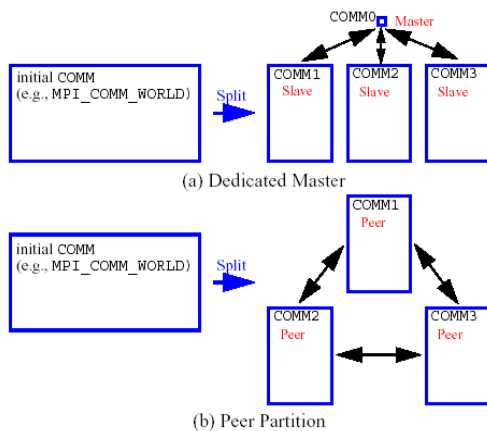 COMM0
Master
initial COMM
(e.g., MPI_COMM_WORLD)
Split
COMM1
Slave
COMM2
Slave
COMM3
Slave
(a) Dedicated Master
initial COMM
(e.g., MPI_COMM_WORLD)
Split
COMM1
Peer
COMM2
Peer
COMM3
Peer
(b) Peer Partition